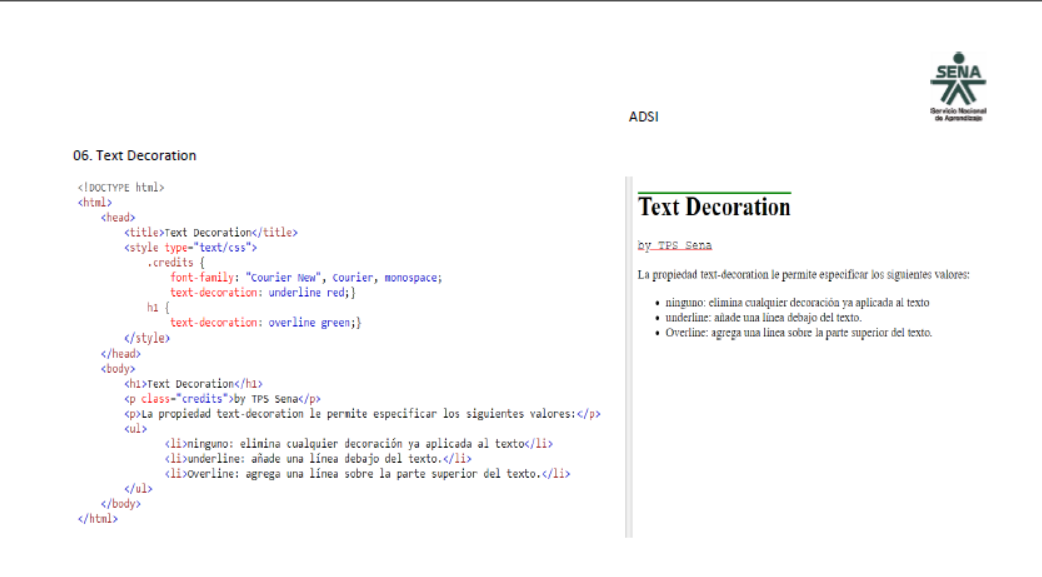 SENA
Servicio Nacional
de Aprendizaje
ADSI
06. Text Decoration
<!DOCTYPE html>
<html>
<head>
<title>Text Decoration</title>
<style type="text/css">
.credits {
font-family: "Courier New", Courier, monospace;
text-decoration: underline red;}
h1 {
text-decoration: overline green;}
</style>
</head>
<body>
<h1>Text Decoration</h1>
<p class="credits">by TPS Sena</p>
<p>La propiedad text-decoration le permite especificar los siguientes valores:</p>
<ul>
<li>ninguno: elimina cualquier decoración ya aplicada al texto</li>
<li>underline: añade una línea debajo del texto.</li>
<li>Overline: agrega una línea sobre la parte superior del texto.</li>
</ul>
</body>
</html>
Text Decoration
by TPS Sena
La propiedad text-decoration le permite especificar los siguientes valores:
• ninguno: elimina cualquier decoración ya aplicada al texto
• underline: añade una línea debajo del texto.
• Overline: agrega una línea sobre la parte superior del texto.